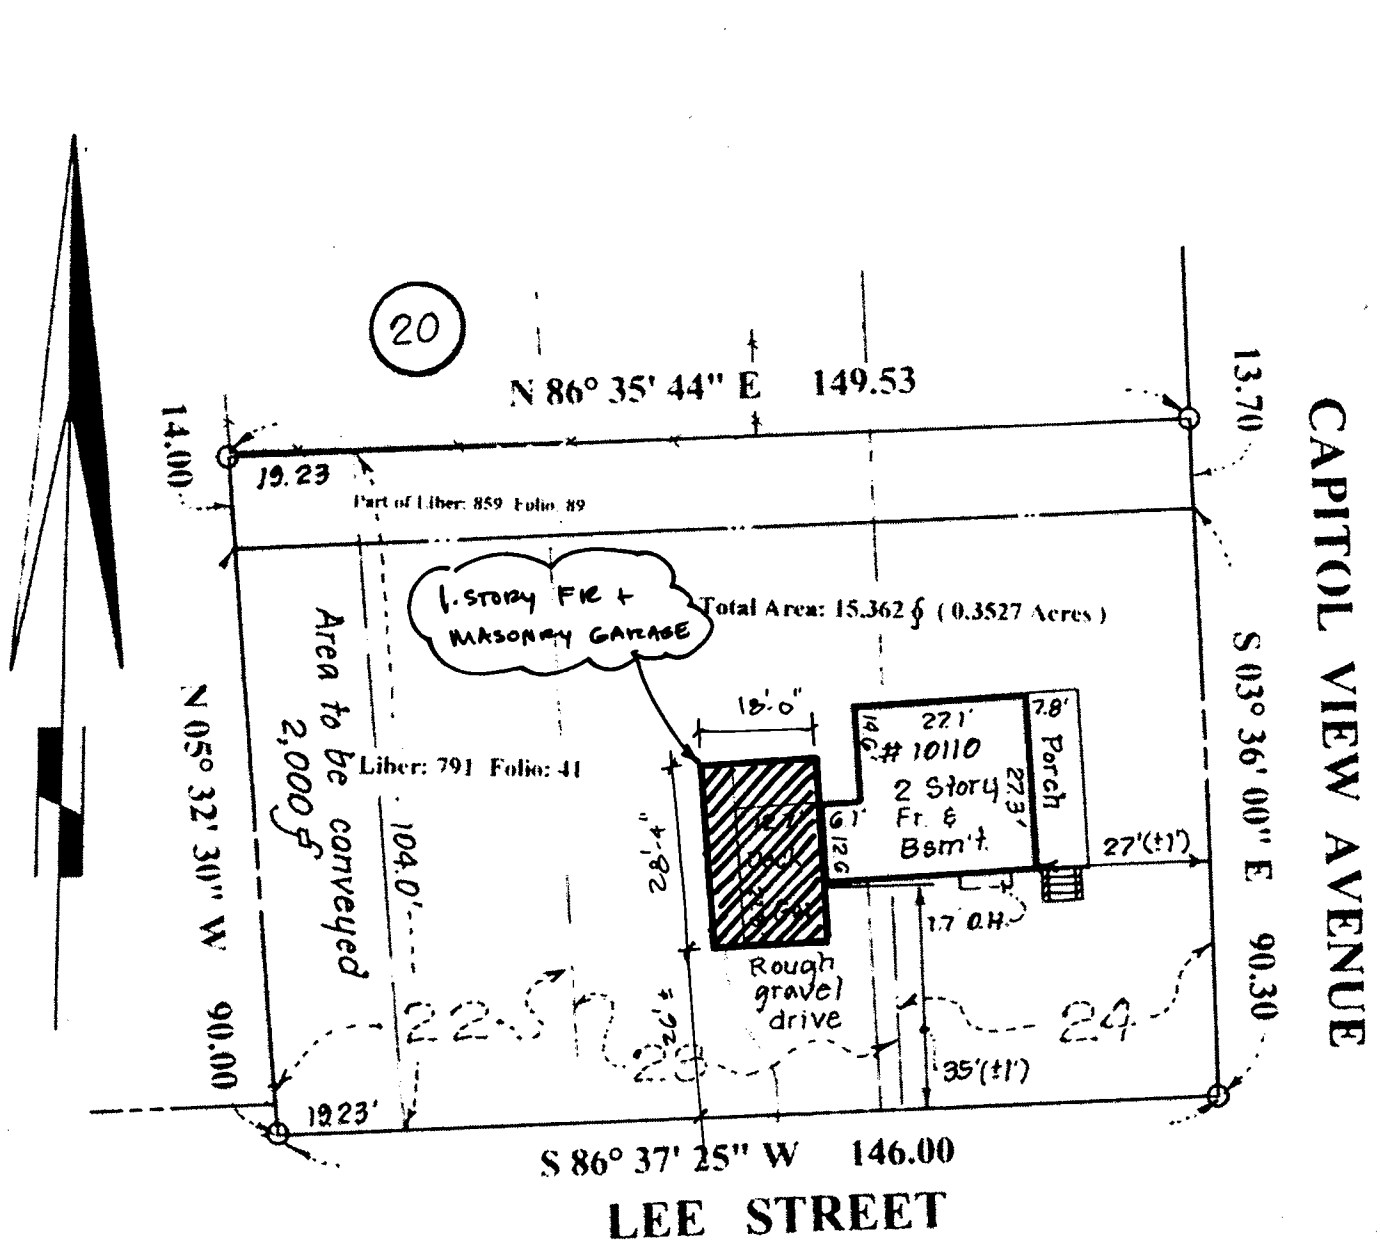 20
N 86° 35' 44" E 149.53
13.70
14.00
19.23
Part of Liber: 859 Folio: 89
1.STORY FR +
MASONRY GARAGE
Total Area: 15.362 ( 0.3527 Acres )
CAPITOL VIEW AVENUE
S 03° 36' 00" E 90.30
N 05° 32' 30" W 90.00
Area to be conveyed
2,000
Liber: 791 Folio: 41
104.0'
18'-0"
28'-4"
27.1'
7.8'
# 10110
2 Story
Fr. &
Bsm't.
27.3'
Porch
6.1'
27'(±1')
1.7 O.H.
Rough
gravel
drive
22
23
24
35'(±1')
19.23'
S 86° 37' 25" W 146.00
LEE STREET